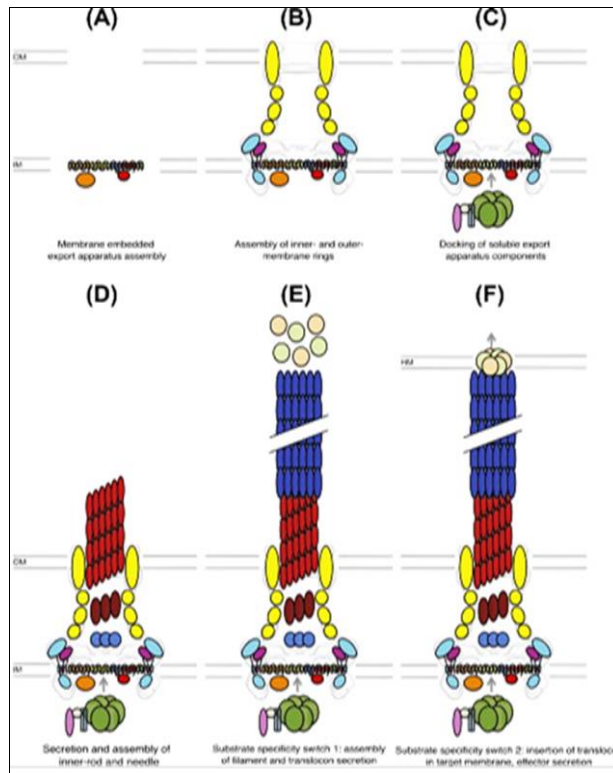 (A)
(B)
(C)
OM
IM
Membrane embedded
export apparatus assembly
Assembly of inner- and outer-
membrane rings
Docking of soluble export
apparatus components
(D)
(E)
(F)
HM
OM
IM
Secretion and assembly of
inner-rod and needle
Substrate specificity switch 1: assembly
of filament and translocon secretion
Substrate specificity switch 2: insertion of transloco
in target membrane, effector secretion